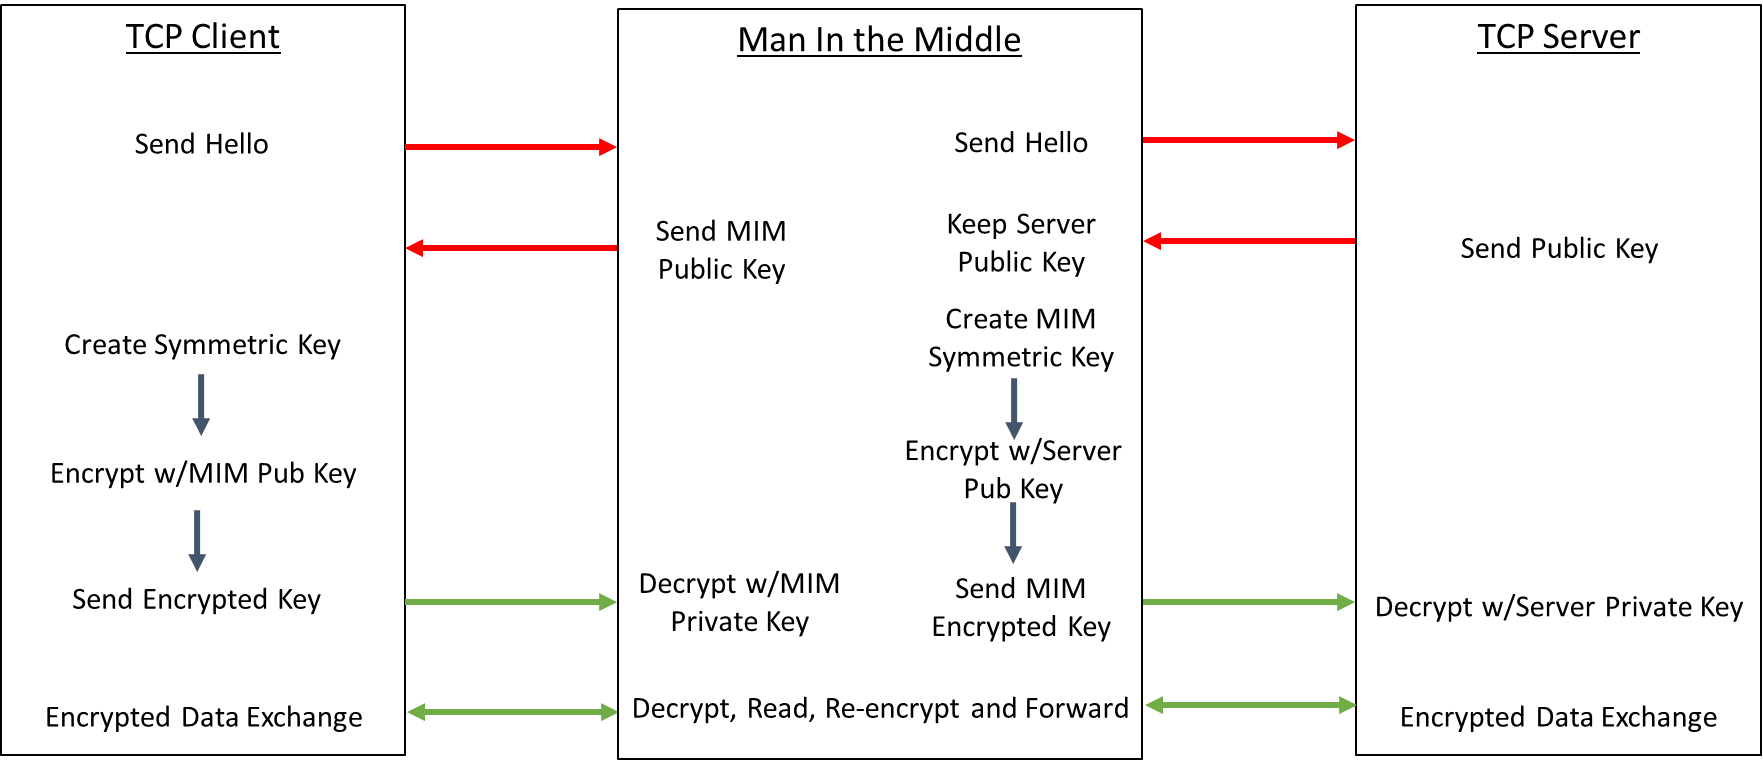 TCP Client
Send Hello
Create Symmetric Key
Encrypt w/MIM Pub Key
Send Encrypted Key
Encrypted Data Exchange
Man In the Middle
Send Hello
Send MIM
Public Key
Keep Server
Public Key
Create MIM
Symmetric Key
Encrypt w/Server
Pub Key
Decrypt w/MIM
Private Key
Send MIM
Encrypted Key
Decrypt, Read, Re-encrypt and Forward
TCP Server
Send Public Key
Decrypt w/Server Private Key
Encrypted Data Exchange